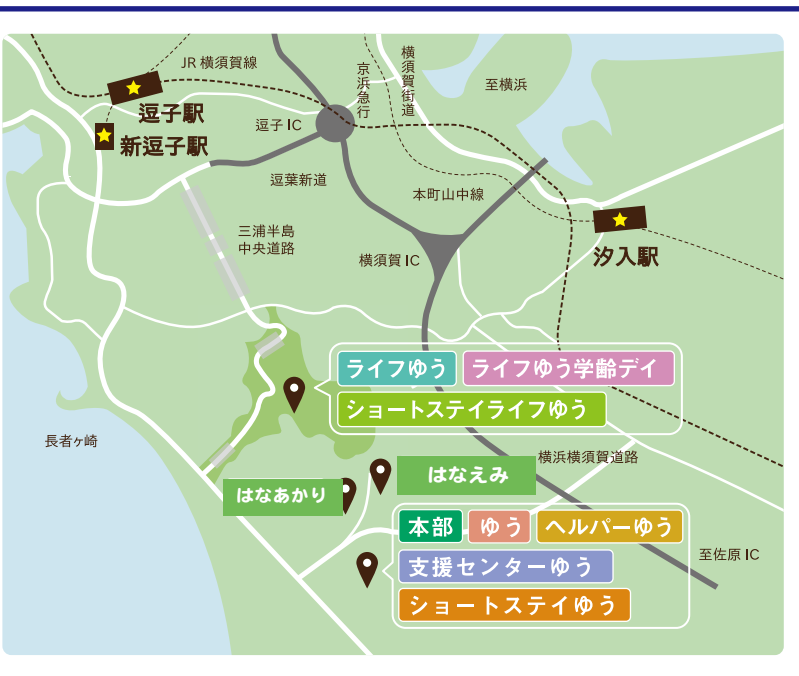 JR 横須賀線
横須賀街道
京浜急行
至横浜
逗子駅
逗子 IC
新逗子駅
逗葉新道
本町山中線
三浦半島
中央道路
横須賀 IC
汐入駅
ライフゆう
ライフゆう学齢デイ
ショートステイライフゆう
長者ヶ崎
横浜横須賀道路
はなえみ
はなあかり
本部
ゆう
ヘルパーゆう
至佐原 IC
支援センターゆう
ショートステイゆう